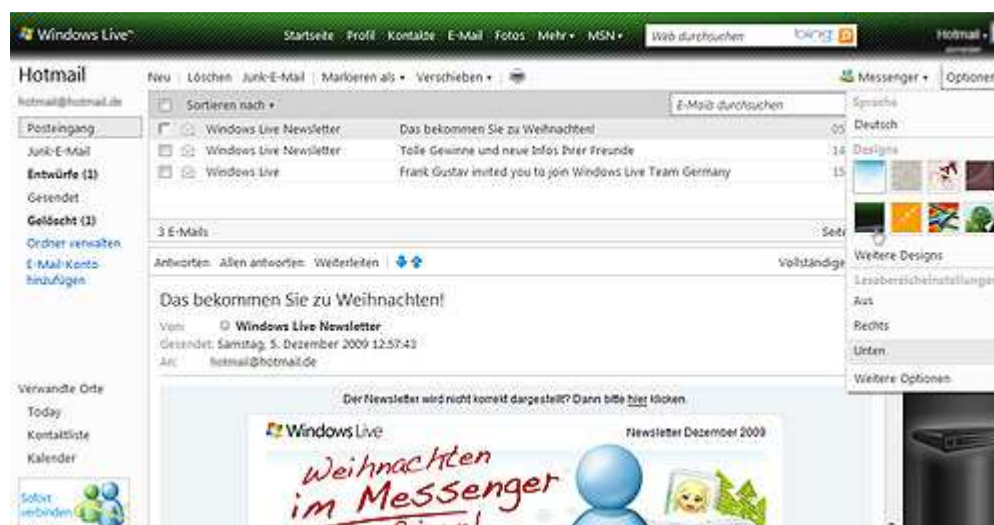 Windows Live™
Startseite Profil Kontakte E-Mail Fotos Mehr MSN Web durchsuchen bing Hotmail
Hotmail
Neu Löschen Junk-E-Mail Markieren als Verschieben Messenger Optionen
hotmail@hotmail.de
Sortieren nach E-Mails durchsuchen
Sprache
Deutsch
Designs
Weitere Designs
Lesebereicheinstellungen
Aus
Rechts
Unten
Weitere Optionen
Posteingang
Junk-E-Mail
Entwürfe (1)
Gesendet
Gelöscht (1)
Ordner verwalten
E-Mail-Konto
hinzufügen
Windows Live Newsletter Das bekommen Sie zu Weihnachten! 05
Windows Live Newsletter Tolle Gewinne und neue Infos Ihrer Freunde 14
Windows Live Frank Gustav invited you to join Windows Live Team Germany 15
3 E-Mails Seite
Antworten Allen antworten Weiterleiten Vollständige
Das bekommen Sie zu Weihnachten!
Von: Windows Live Newsletter
Gesendet: Samstag, 5. Dezember 2009 12:57:43
An: hotmail@hotmail.de
Verwandte Orte
Today
Kontaktliste
Kalender
Sofort
verbinden
Der Newsletter wird nicht korrekt dargestellt? Dann bitte hier klicken.
Windows Live Newsletter Dezember 2009
Weihnachten
im Messenger